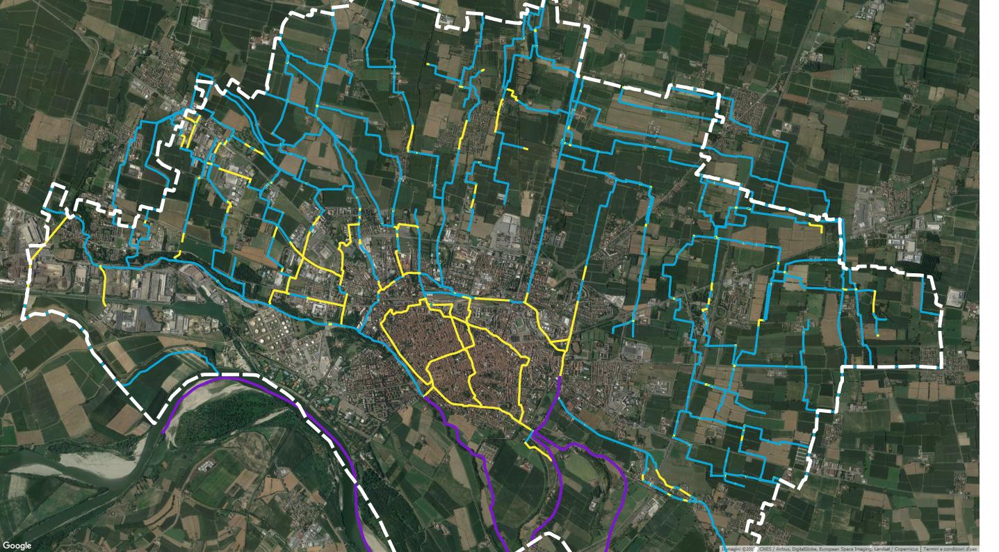 Google
Immagini ©2017 CNES / Airbus, DigitalGlobe, European Space Imaging, Landsat / Copernicus | Termini e condizioni d'uso